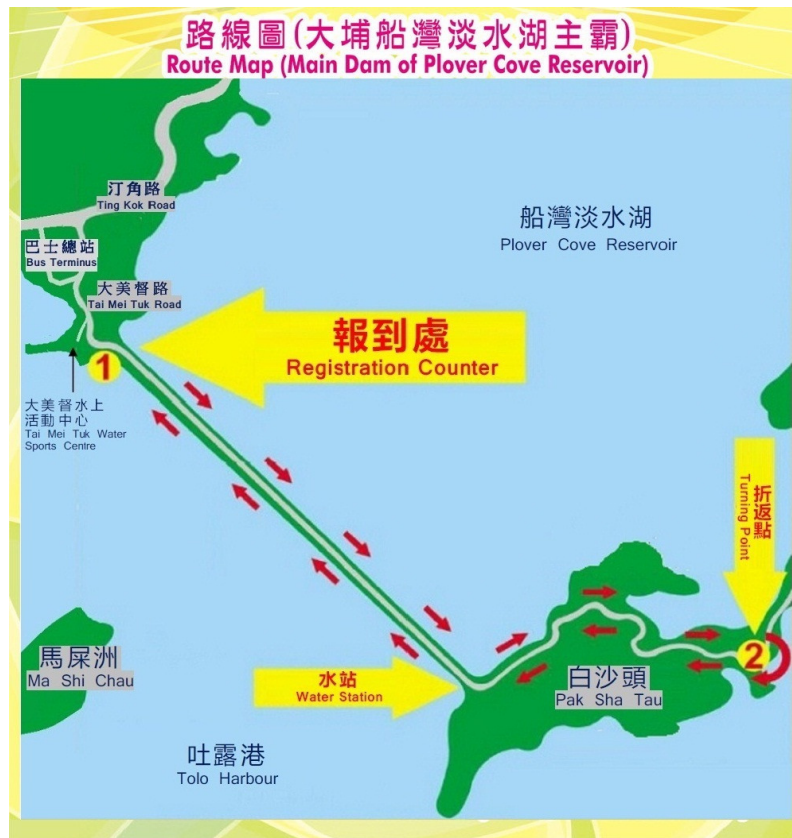 路線圖(大埔船灣淡水湖主霸)
Route Map (Main Dam of Plover Cove Reservoir)
汀角路
Ting Kok Road
船灣淡水湖
Plover Cove Reservoir
巴士總站
Bus Terminus
大美督路
Tai Mei Tuk Road
報到處
Registration Counter
1
大美督水上
活動中心
Tai Mei Tuk Water
Sports Centre
折返點
Turning Point
2
馬屎洲
Ma Shi Chau
水站
Water Station
白沙頭
Pak Sha Tau
吐露港
Tolo Harbour